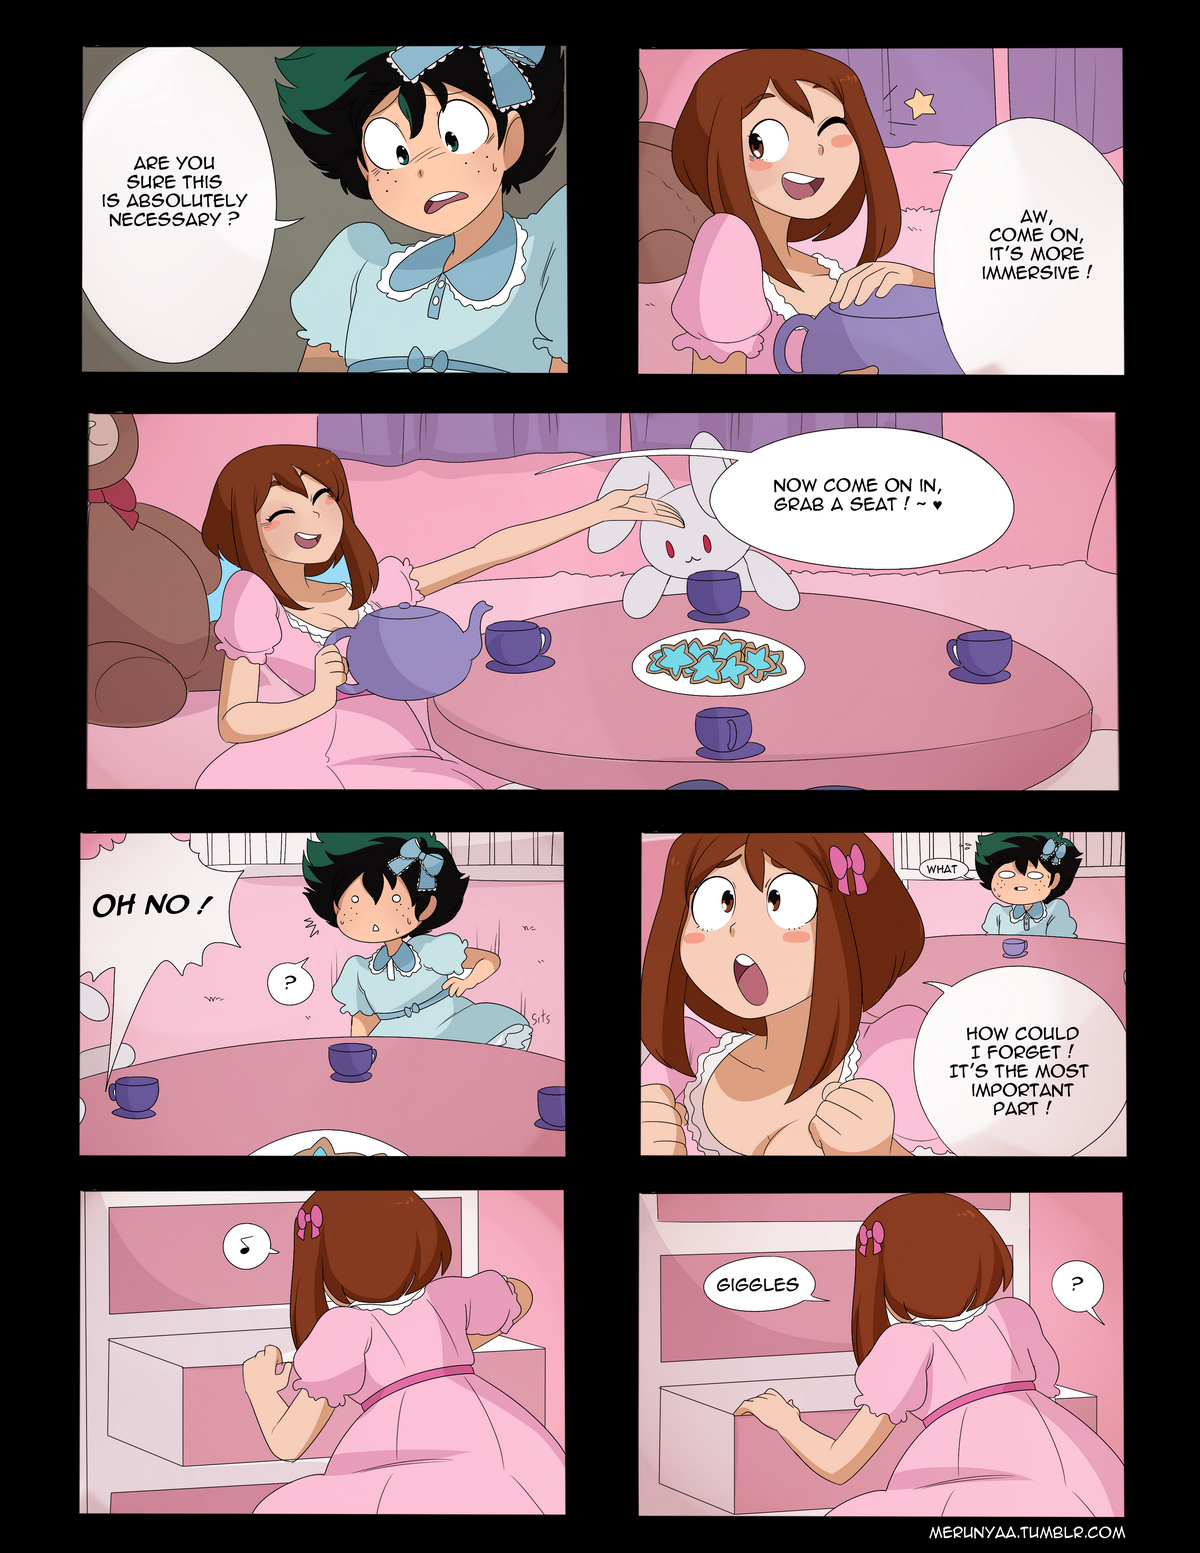 ARE YOU
SURE THIS
IS ABSOLUTELY
NECESSARY ?
AW,
COME ON,
IT'S MORE
IMMERSIVE !
NOW COME ON IN,
GRAB A SEAT ! ~ ♥
OH NO !
?
SITS
WHAT
HOW COULD
I FORGET !
IT'S THE MOST
IMPORTANT
PART !
♪
GIGGLES
?
MERUNYAA.TUMBLR.COM